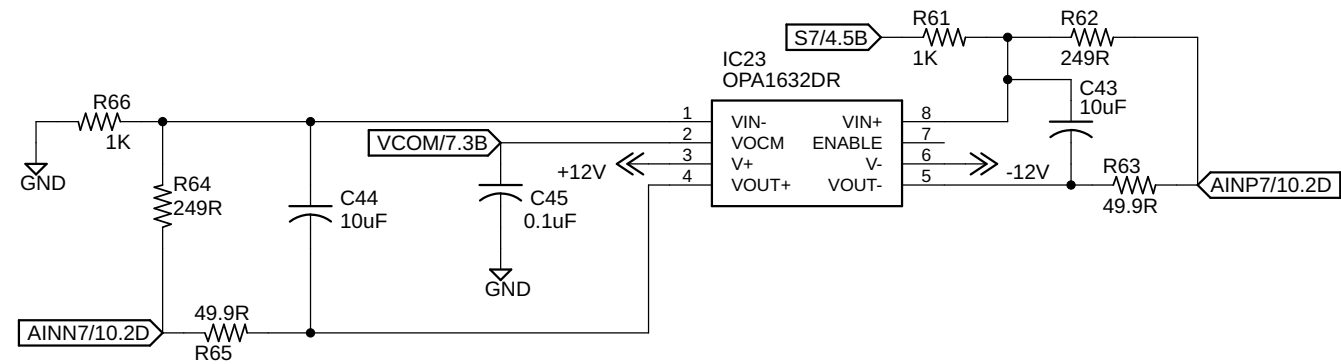 R61
R62
S7/4.5B
1K
249R
IC23
OPA1632DR
C43
10uF
R66
1K
1
VIN-
VIN+
8
VCOM/7.3B
2
VOCM
ENABLE
7
+12V
3
V+
V-
6
-12V
4
VOUT+
VOUT-
5
R63
49.9R
AINP7/10.2D
GND
R64
249R
C44
10uF
C45
0.1uF
GND
49.9R
AINN7/10.2D
R65